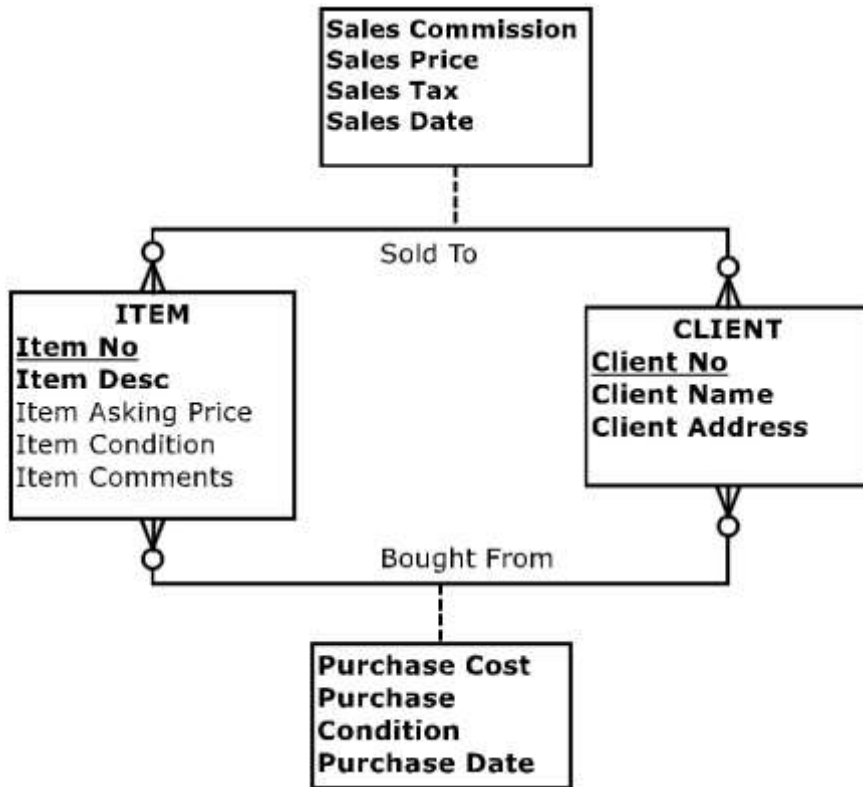 Sales Commission
Sales Price
Sales Tax
Sales Date
Sold To
ITEM
Item No
Item Desc
Item Asking Price
Item Condition
Item Comments
CLIENT
Client No
Client Name
Client Address
Bought From
Purchase Cost
Purchase
Condition
Purchase Date